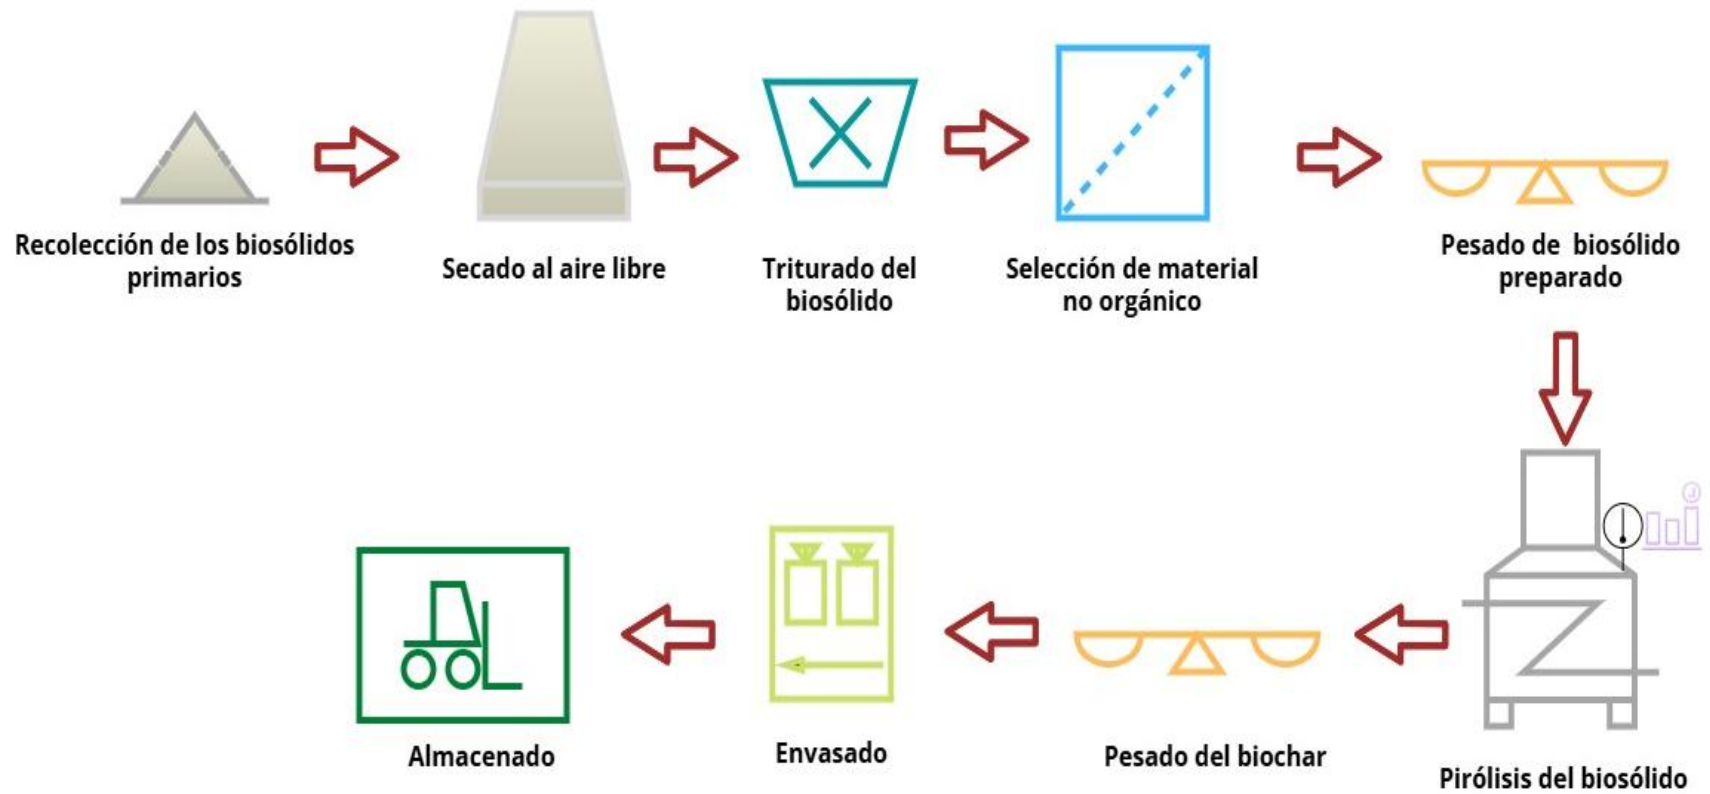 Recolección de los biosólidos
primarios
Secado al aire libre
Triturado del
biosólido
Selección de material
no orgánico
Pesado de biosólido
preparado
Pirólisis del biosólido
Pesado del biochar
Envasado
Almacenado